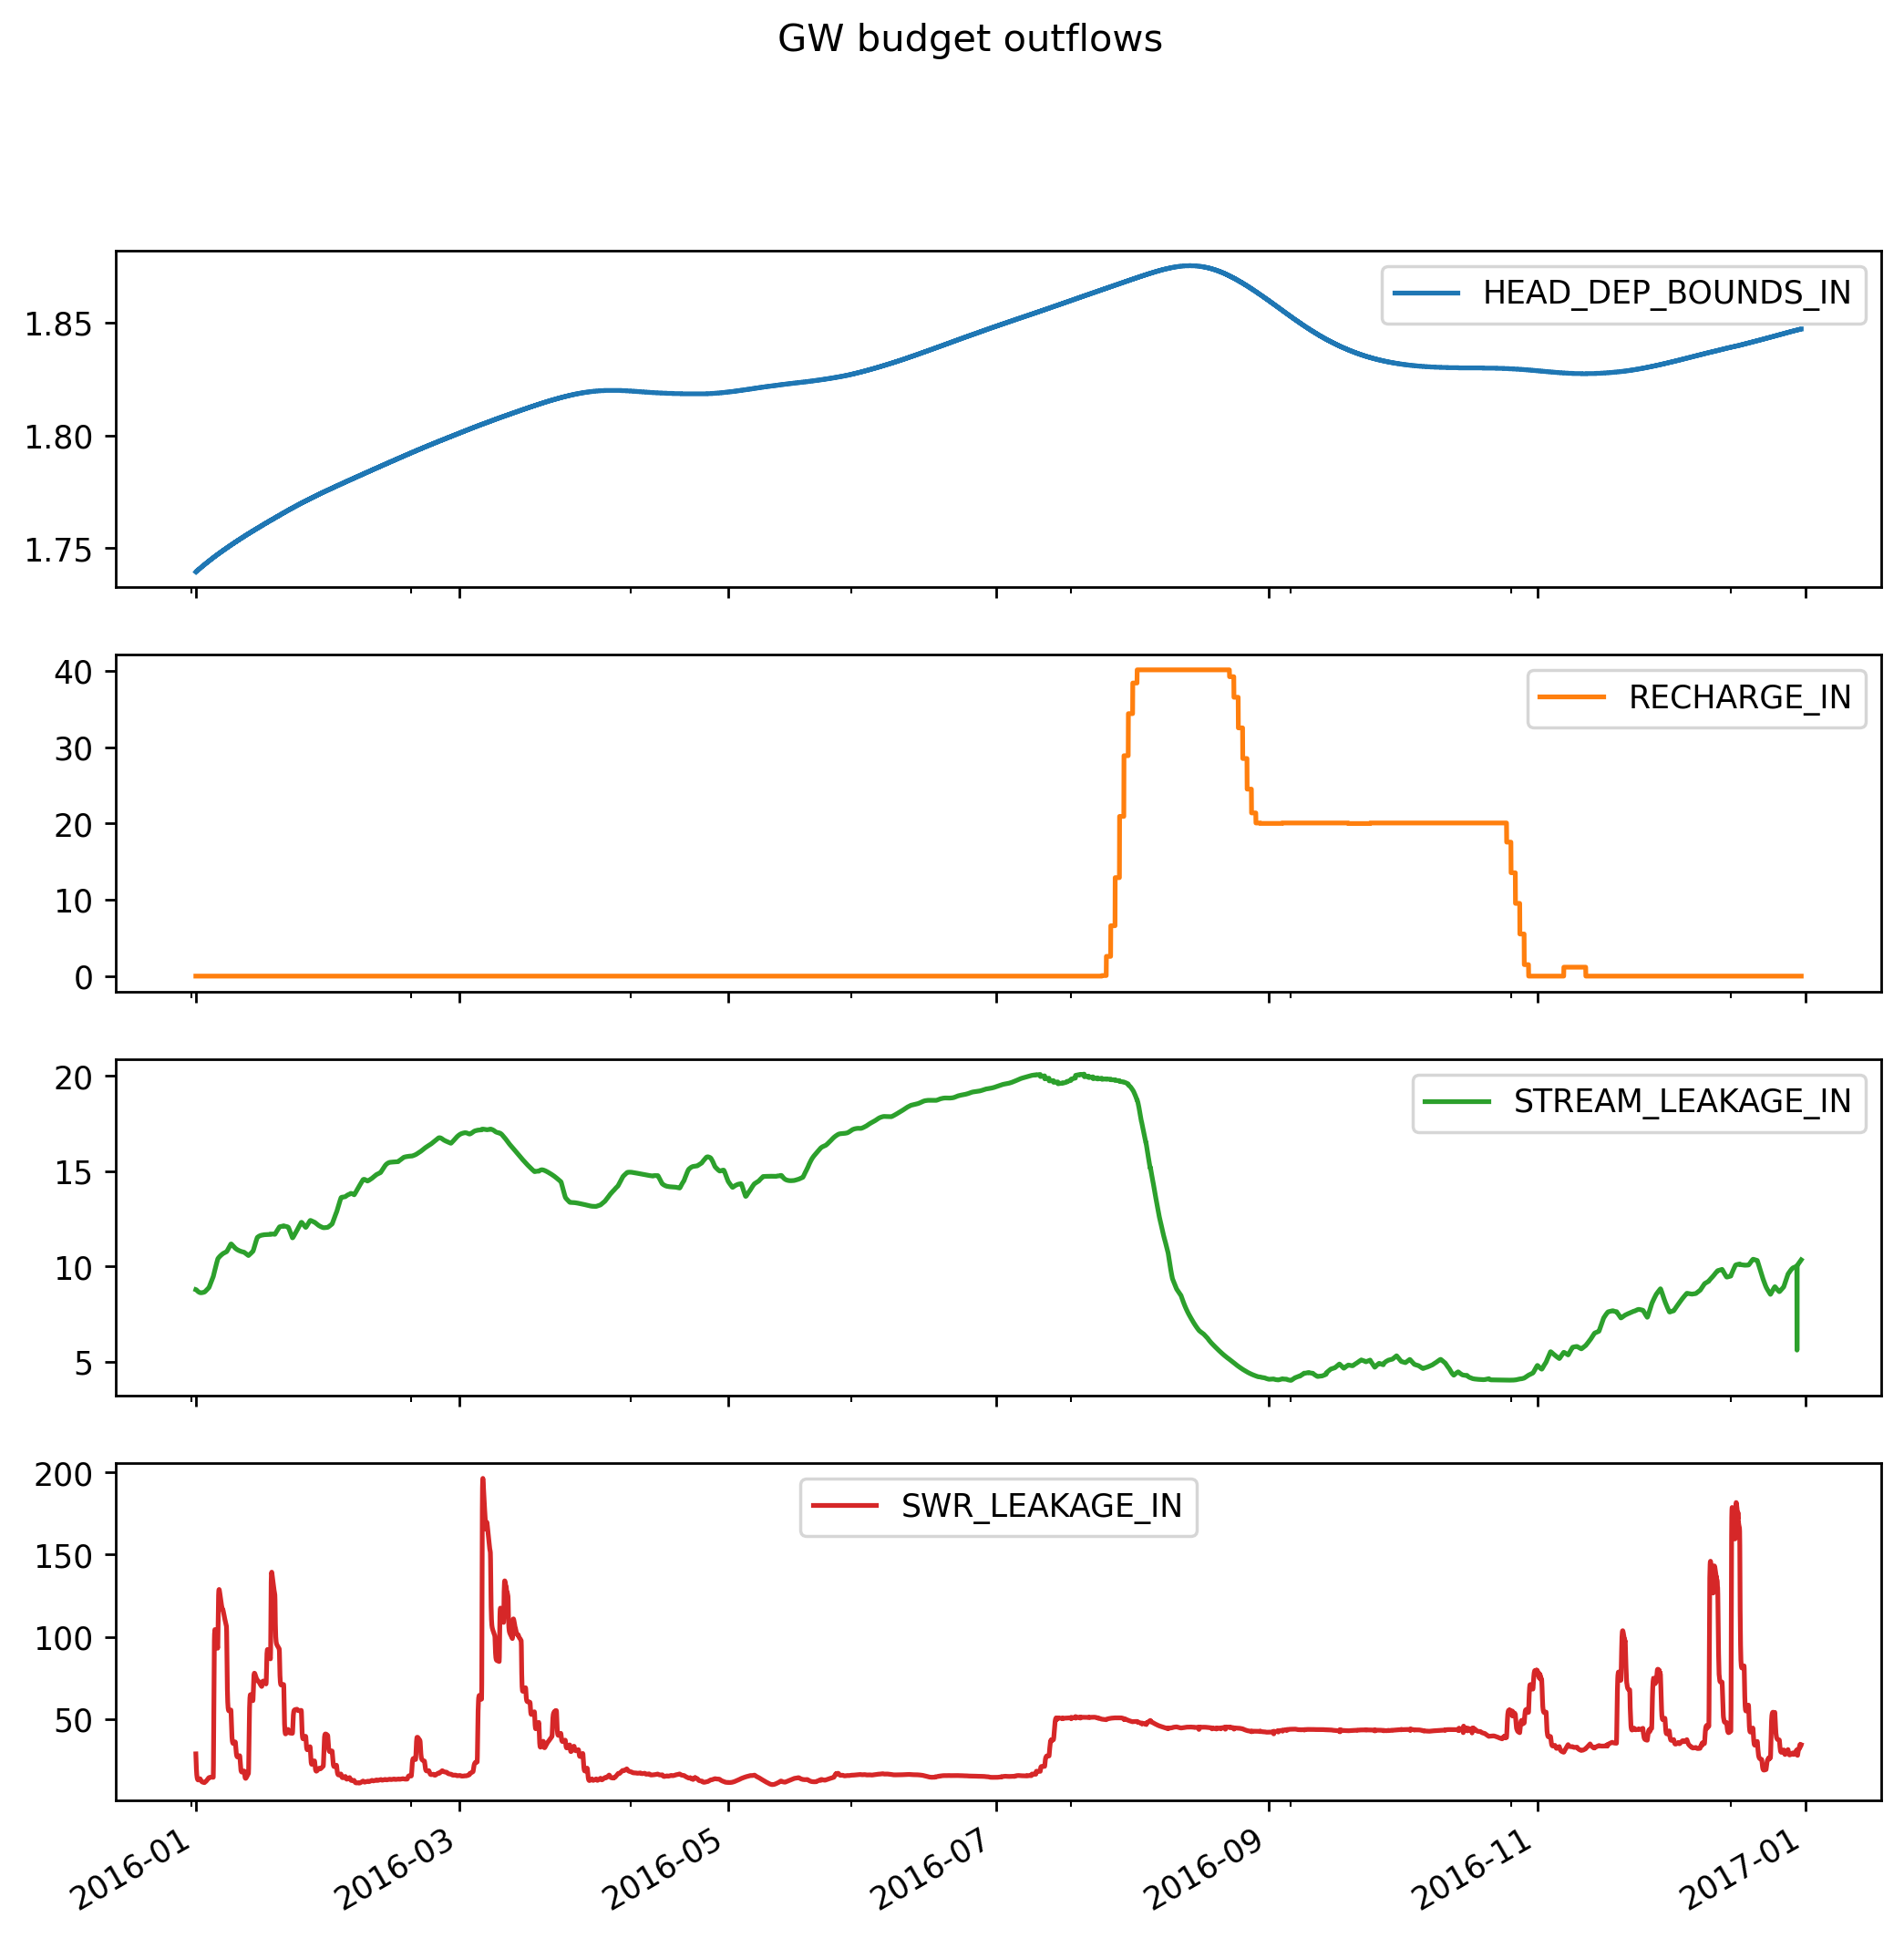 GW budget outflows
HEAD_DEP_BOUNDS_IN
1.85
1.80
1.75
RECHARGE_IN
40
30
20
10
0
STREAM_LEAKAGE_IN
20
15
10
5
SWR_LEAKAGE_IN
200
150
100
50
2016-01 2016-03 2016-05 2016-07 2016-09 2016-11 2017-01